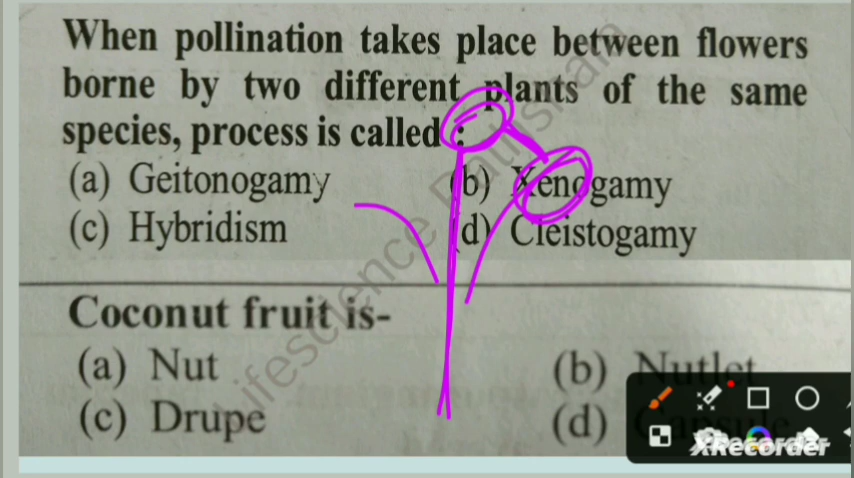 When pollination takes place between flowers
borne by two different plants of the same
species, process is called :
(a) Geitonogamy (b) Xenogamy
(c) Hybridism (d) Cleistogamy
Coconut fruit is-
(a) Nut (b) Nutlet
(c) Drupe (d) Capsule
XRecorder